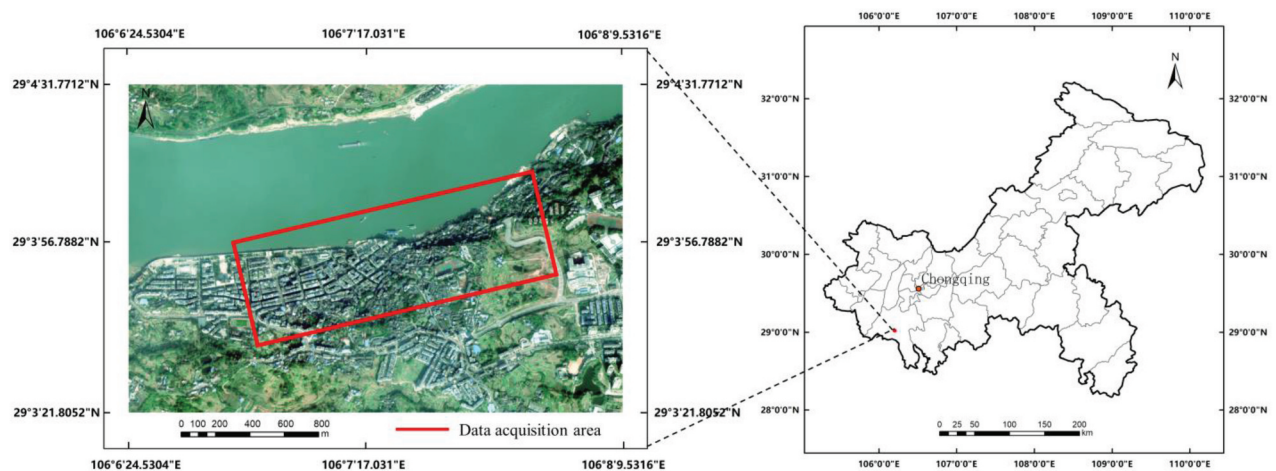 106°6'24.5304"E 106°7'17.031"E 106°8'9.5316"E
29°4'31.7712"N 29°4'31.7712"N
N
29°3'56.7882"N 29°3'56.7882"N
29°3'21.8052"N 29°3'21.8052"N
0 100 200 400 600 800
m
Data acquisition area
106°6'24.5304"E 106°7'17.031"E 106°8'9.5316"E
106°0'0"E 107°0'0"E 108°0'0"E 109°0'0"E 110°0'0"E
N
32°0'0"N 32°0'0"N
31°0'0"N 31°0'0"N
30°0'0"N 30°0'0"N
Chongqing
29°0'0"N 29°0'0"N
28°0'0"N 28°0'0"N
0 25 50 100 150 200
km
106°0'0"E 107°0'0"E 108°0'0"E 109°0'0"E 110°0'0"E